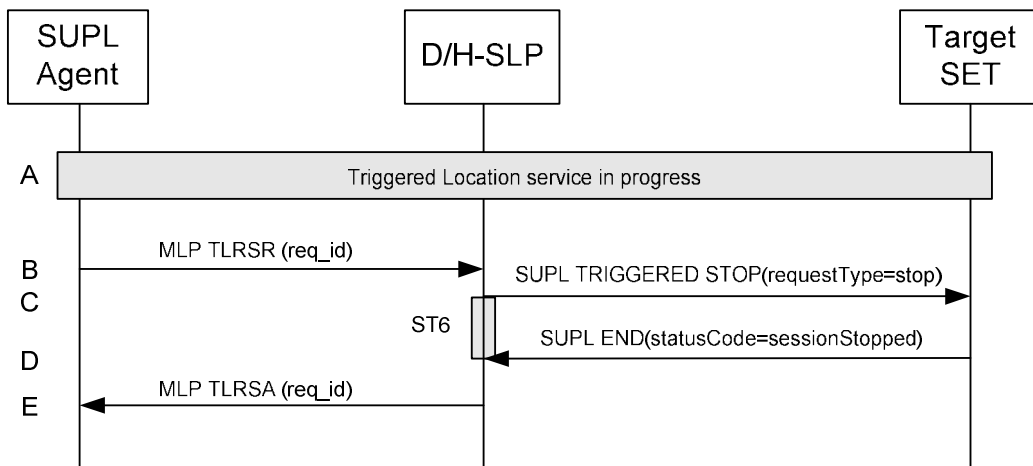 SUPL
Agent
D/H-SLP
Target
SET
A
Triggered Location service in progress
B
MLP TLRSR (req_id)
C
SUPL TRIGGERED STOP(requestType=stop)
ST6
D
SUPL END(statusCode=sessionStopped)
E
MLP TLRSA (req_id)